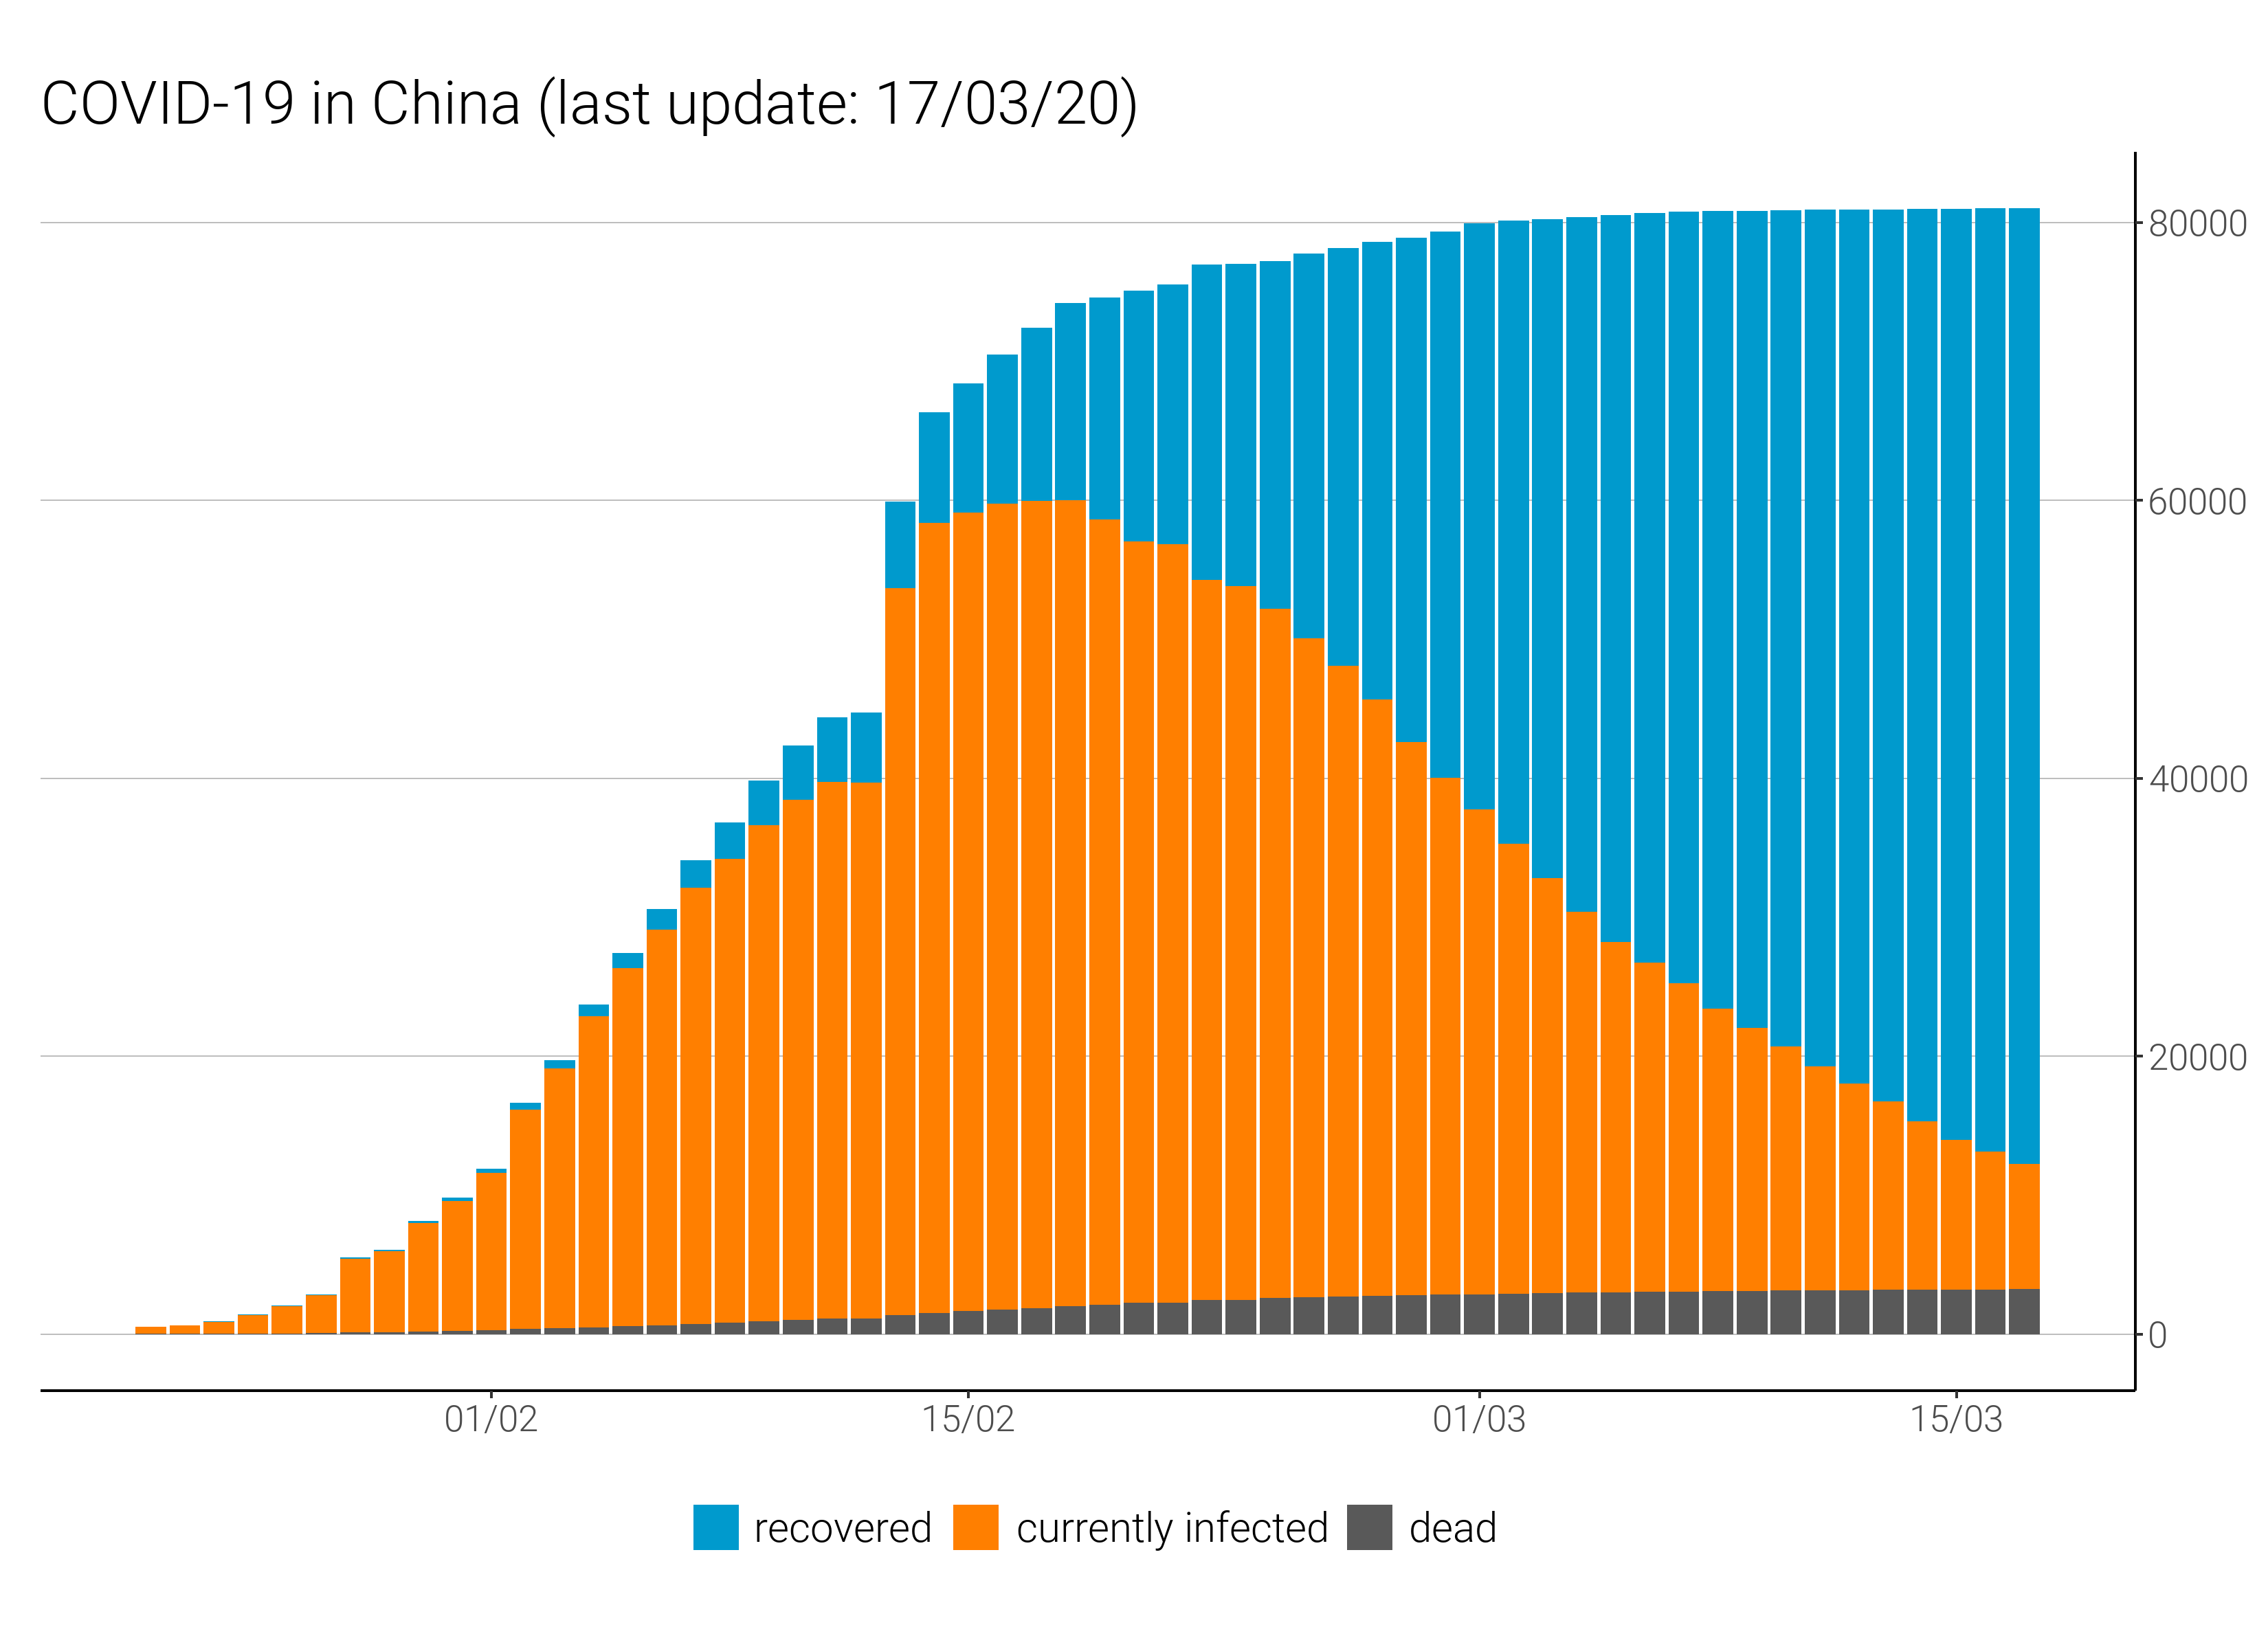 COVID-19 in China (last update: 17/03/20)
80000
60000
40000
20000
0
01/02 15/02 01/03 15/03
recovered currently infected dead